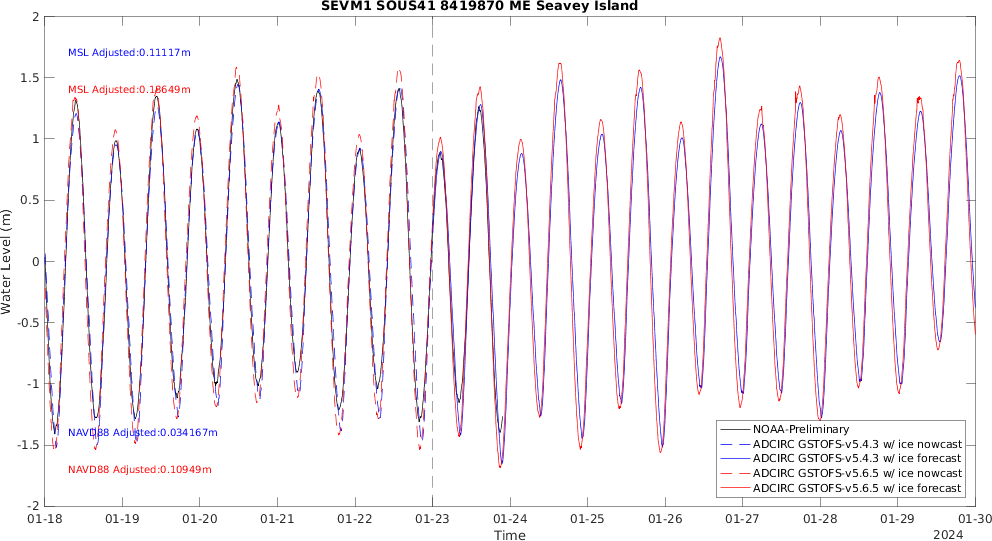 SEVM1 SOUS41 8419870 ME Seavey Island
2
1.5
1
0.5
0
-0.5
-1
-1.5
-2
Water Level (m)
MSL Adjusted:0.11117m
MSL Adjusted:0.18649m
NAVD88 Adjusted:0.034167m
NAVD88 Adjusted:0.10949m
NOAA-Preliminary
ADCIRC GSTOFS-v5.4.3 w/ ice nowcast
ADCIRC GSTOFS-v5.4.3 w/ ice forecast
ADCIRC GSTOFS-v5.6.5 w/ ice nowcast
ADCIRC GSTOFS-v5.6.5 w/ ice forecast
01-18 01-19 01-20 01-21 01-22 01-23 01-24 01-25 01-26 01-27 01-28 01-29 01-30
Time
2024